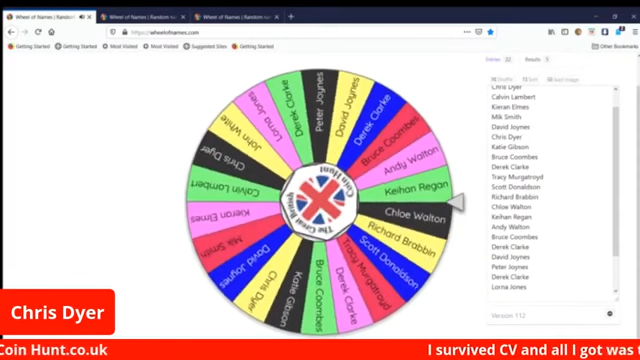 Wheel of Names | Random
Wheel of Names | Random na
Wheel of Names | Random na
https://wheelofnames.com
Getting Started
Getting Started
Most Visited
Most Visited
Suggested Sites
Getting Started
Other Bookmarks
Entries 22
Results 5
Shuffle
Sort
Add image
Chris Dyer
Calvin Lambert
Kieran Elmes
Mik Smith
David Joynes
Chris Dyer
Katie Gibson
Bruce Coombes
Derek Clarke
Tracy Murgatroyd
Scott Donaldson
Richard Brabbin
Chloe Walton
Keihan Regan
Andy Walton
Bruce Coombes
Derek Clarke
David Joynes
Peter Joynes
Derek Clarke
Lorna Jones
Version 112
Peter Joynes
David Joynes
Derek Clarke
Bruce Coombes
Andy Walton
Keihan Regan
Chloe Walton
Richard Brabbin
Scott Donaldson
Tracy Murgatroyd
Derek Clarke
Bruce Coombes
Katie Gibson
Chris Dyer
David Joynes
Mik Smith
Kieran Elmes
Calvin Lambert
Chris Dyer
John White
Lorna Jones
Derek Clarke
The Great British
Coin Hunt
Chris Dyer
Coin Hunt.co.uk
I survived CV and all I got was